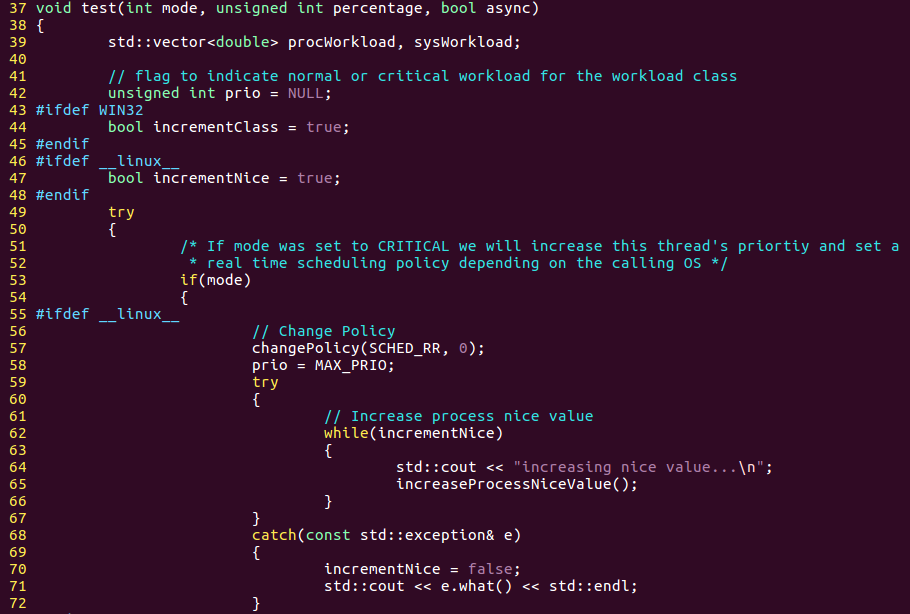 37 void test(int mode, unsigned int percentage, bool async)
38 {
39         std::vector<double> procWorkload, sysWorkload;
40
41         // flag to indicate normal or critical workload for the workload class
42         unsigned int prio = NULL;
43 #ifdef WIN32
44         bool incrementClass = true;
45 #endif
46 #ifdef __linux__
47         bool incrementNice = true;
48 #endif
49         try
50         {
51                 /* If mode was set to CRITICAL we will increase this thread's priortiy and set a
52                  * real time scheduling policy depending on the calling OS */
53                 if(mode)
54                 {
55 #ifdef __linux__
56                         // Change Policy
57                         changePolicy(SCHED_RR, 0);
58                         prio = MAX_PRIO;
59                         try
60                         {
61                                 // Increase process nice value
62                                 while(incrementNice)
63                                 {
64                                         std::cout << "increasing nice value...\n";
65                                         increaseProcessNiceValue();
66                                 }
67                         }
68                         catch(const std::exception& e)
69                         {
70                                 incrementNice = false;
71                                 std::cout << e.what() << std::endl;
72                         }